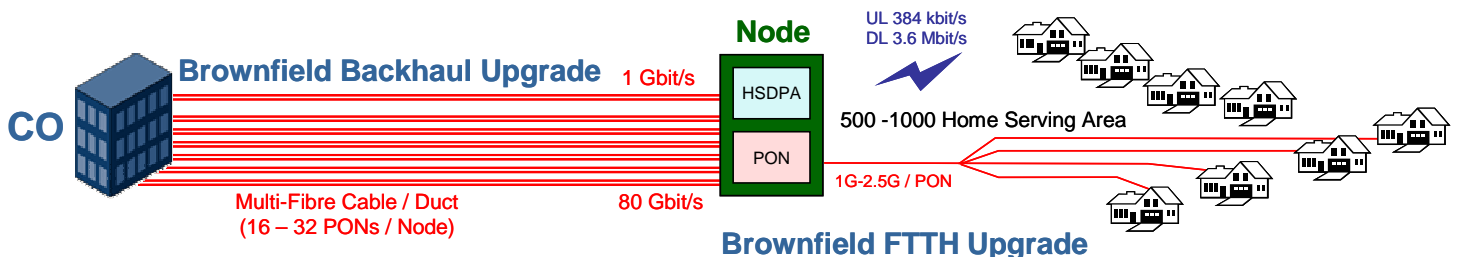 UL 384 kbit/s
DL 3.6 Mbit/s
Node
Brownfield Backhaul Upgrade
1 Gbit/s
HSDPA
CO
500 -1000 Home Serving Area
PON
1G-2.5G / PON
Multi-Fibre Cable / Duct
(16 – 32 PONs / Node)
80 Gbit/s
Brownfield FTTH Upgrade